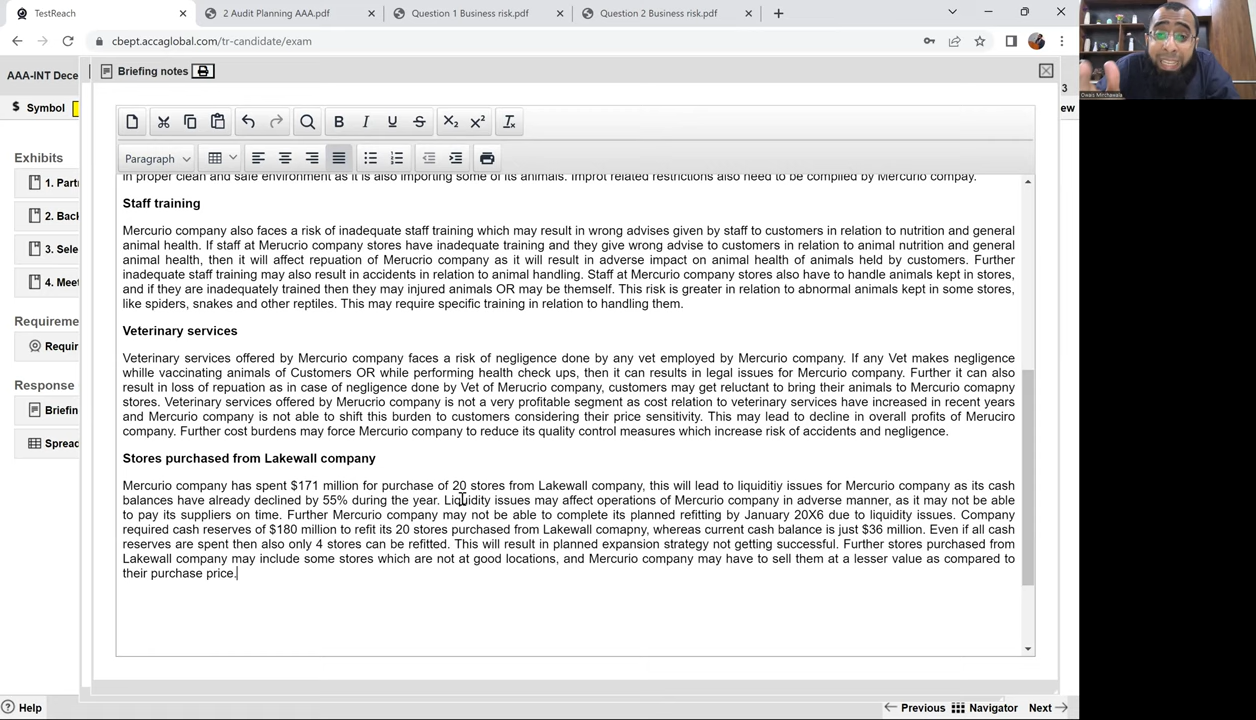 TestReach
2 Audit Planning AAA.pdf
Question 1 Business risk.pdf
Question 2 Business risk.pdf
cbept.accaglobal.com/tr-candidate/exam
AAA-INT Dece
Briefing notes
3
$ Symbol
ew
Exhibits
1. Part
2. Back
3. Sele
4. Meet
Requireme
Requir
Response
Briefin
Spread
Paragraph
in proper clean and safe environment as it is also importing some of its animals. Improt related restrictions also need to be complied by Mercurio compay.
Staff training
Mercurio company also faces a risk of inadequate staff training which may result in wrong advises given by staff to customers in relation to nutrition and general
animal health. If staff at Merucrio company stores have inadequate training and they give wrong advise to customers in relation to animal nutrition and general
animal health, then it will affect repuation of Merucrio company as it will result in adverse impact on animal health of animals held by customers. Further
inadequate staff training may also result in accidents in relation to animal handling. Staff at Mercurio company stores also have to handle animals kept in stores,
and if they are inadequately trained then they may injured animals OR may be themself. This risk is greater in relation to abnormal animals kept in some stores,
like spiders, snakes and other reptiles. This may require specific training in relation to handling them.
Veterinary services
Veterinary services offered by Mercurio company faces a risk of negligence done by any vet employed by Mercurio company. If any Vet makes negligence
whille vaccinating animals of Customers OR while performing health check ups, then it can results in legal issues for Mercurio company. Further it can also
result in loss of repuation as in case of negligence done by Vet of Merucrio company, customers may get reluctant to bring their animals to Mercurio comapny
stores. Veterinary services offered by Merucrio company is not a very profitable segment as cost relation to veterinary services have increased in recent years
and Mercurio company is not able to shift this burden to customers considering their price sensitivity. This may lead to decline in overall profits of Meruciro
company. Further cost burdens may force Mercurio company to reduce its quality control measures which increase risk of accidents and negligence.
Stores purchased from Lakewall company
Mercurio company has spent $171 million for purchase of 20 stores from Lakewall company, this will lead to liquiditiy issues for Mercurio company as its cash
balances have already declined by 55% during the year. Liquidity issues may affect operations of Mercurio company in adverse manner, as it may not be able
to pay its suppliers on time. Further Mercurio company may not be able to complete its planned refitting by January 20X6 due to liquidity issues. Company
required cash reserves of $180 million to refit its 20 stores purchased from Lakewall comapny, whereas current cash balance is just $36 million. Even if all cash
reserves are spent then also only 4 stores can be refitted. This will result in planned expansion strategy not getting successful. Further stores purchased from
Lakewall company may include some stores which are not at good locations, and Mercurio company may have to sell them at a lesser value as compared to
their purchase price.
Help
Previous
Navigator
Next